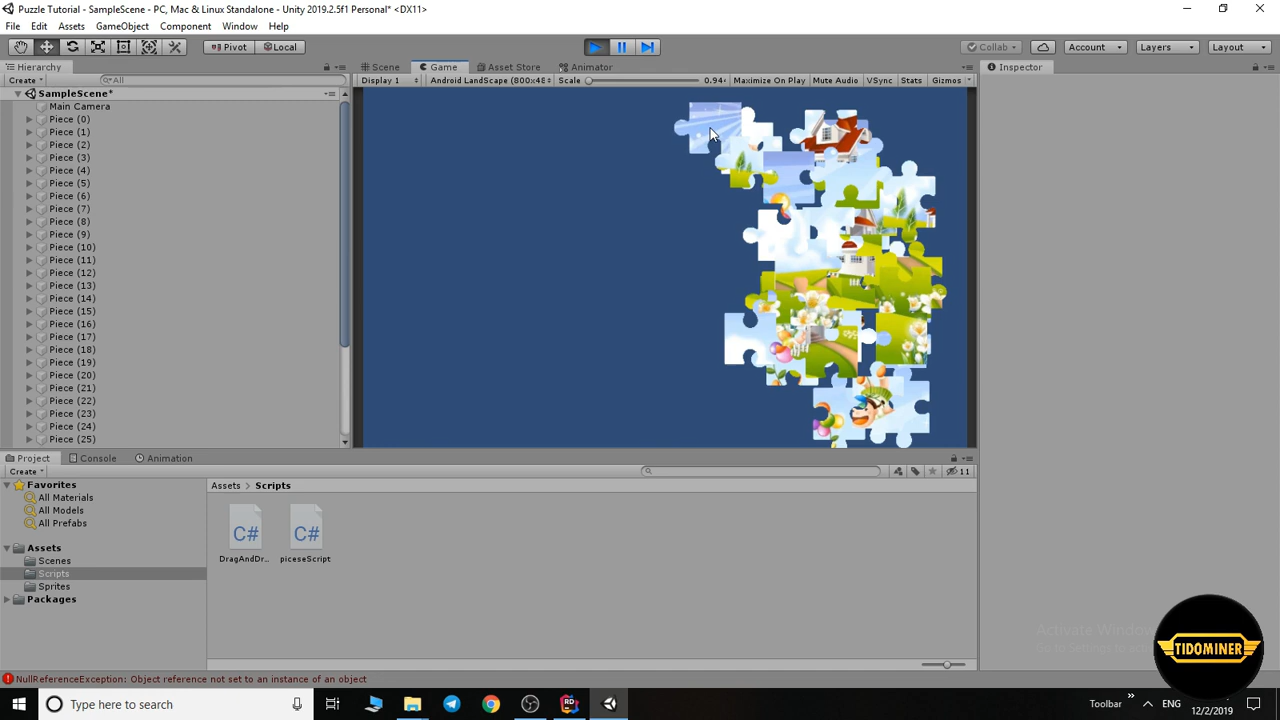 Puzzle Tutorial - SampleScene - PC, Mac & Linux Standalone - Unity 2019.2.5f1 Personal* <DX11>
File Edit Assets GameObject Component Window Help
Pivot Local Collab Account Layers Layout
Hierarchy Scene Game Asset Store Animator Inspector
Create All Display 1 Android LandScape (800x48 Scale 0.94 Maximize On Play Mute Audio VSync Stats Gizmos
SampleScene*
Main Camera
Piece (0)
Piece (1)
Piece (2)
Piece (3)
Piece (4)
Piece (5)
Piece (6)
Piece (7)
Piece (8)
Piece (9)
Piece (10)
Piece (11)
Piece (12)
Piece (13)
Piece (14)
Piece (15)
Piece (16)
Piece (17)
Piece (18)
Piece (19)
Piece (20)
Piece (21)
Piece (22)
Piece (23)
Piece (24)
Piece (25)
Project Console Animation
Create 11
Favorites
All Materials
All Models
All Prefabs
Assets
Scenes
Scripts
Sprites
Packages
Assets > Scripts
C# C#
DragAndDr... piceseScript
Activate Windows
TIDOMINER
NullReferenceException: Object reference not set to an instance of an object
Type here to search RD Toolbar ENG 12/2/2019